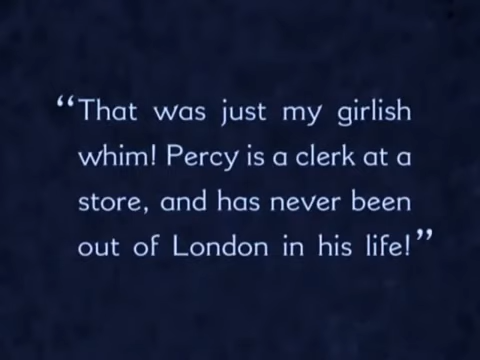 “That was just my girlish
whim! Percy is a clerk at a
store, and has never been
out of London in his life!”